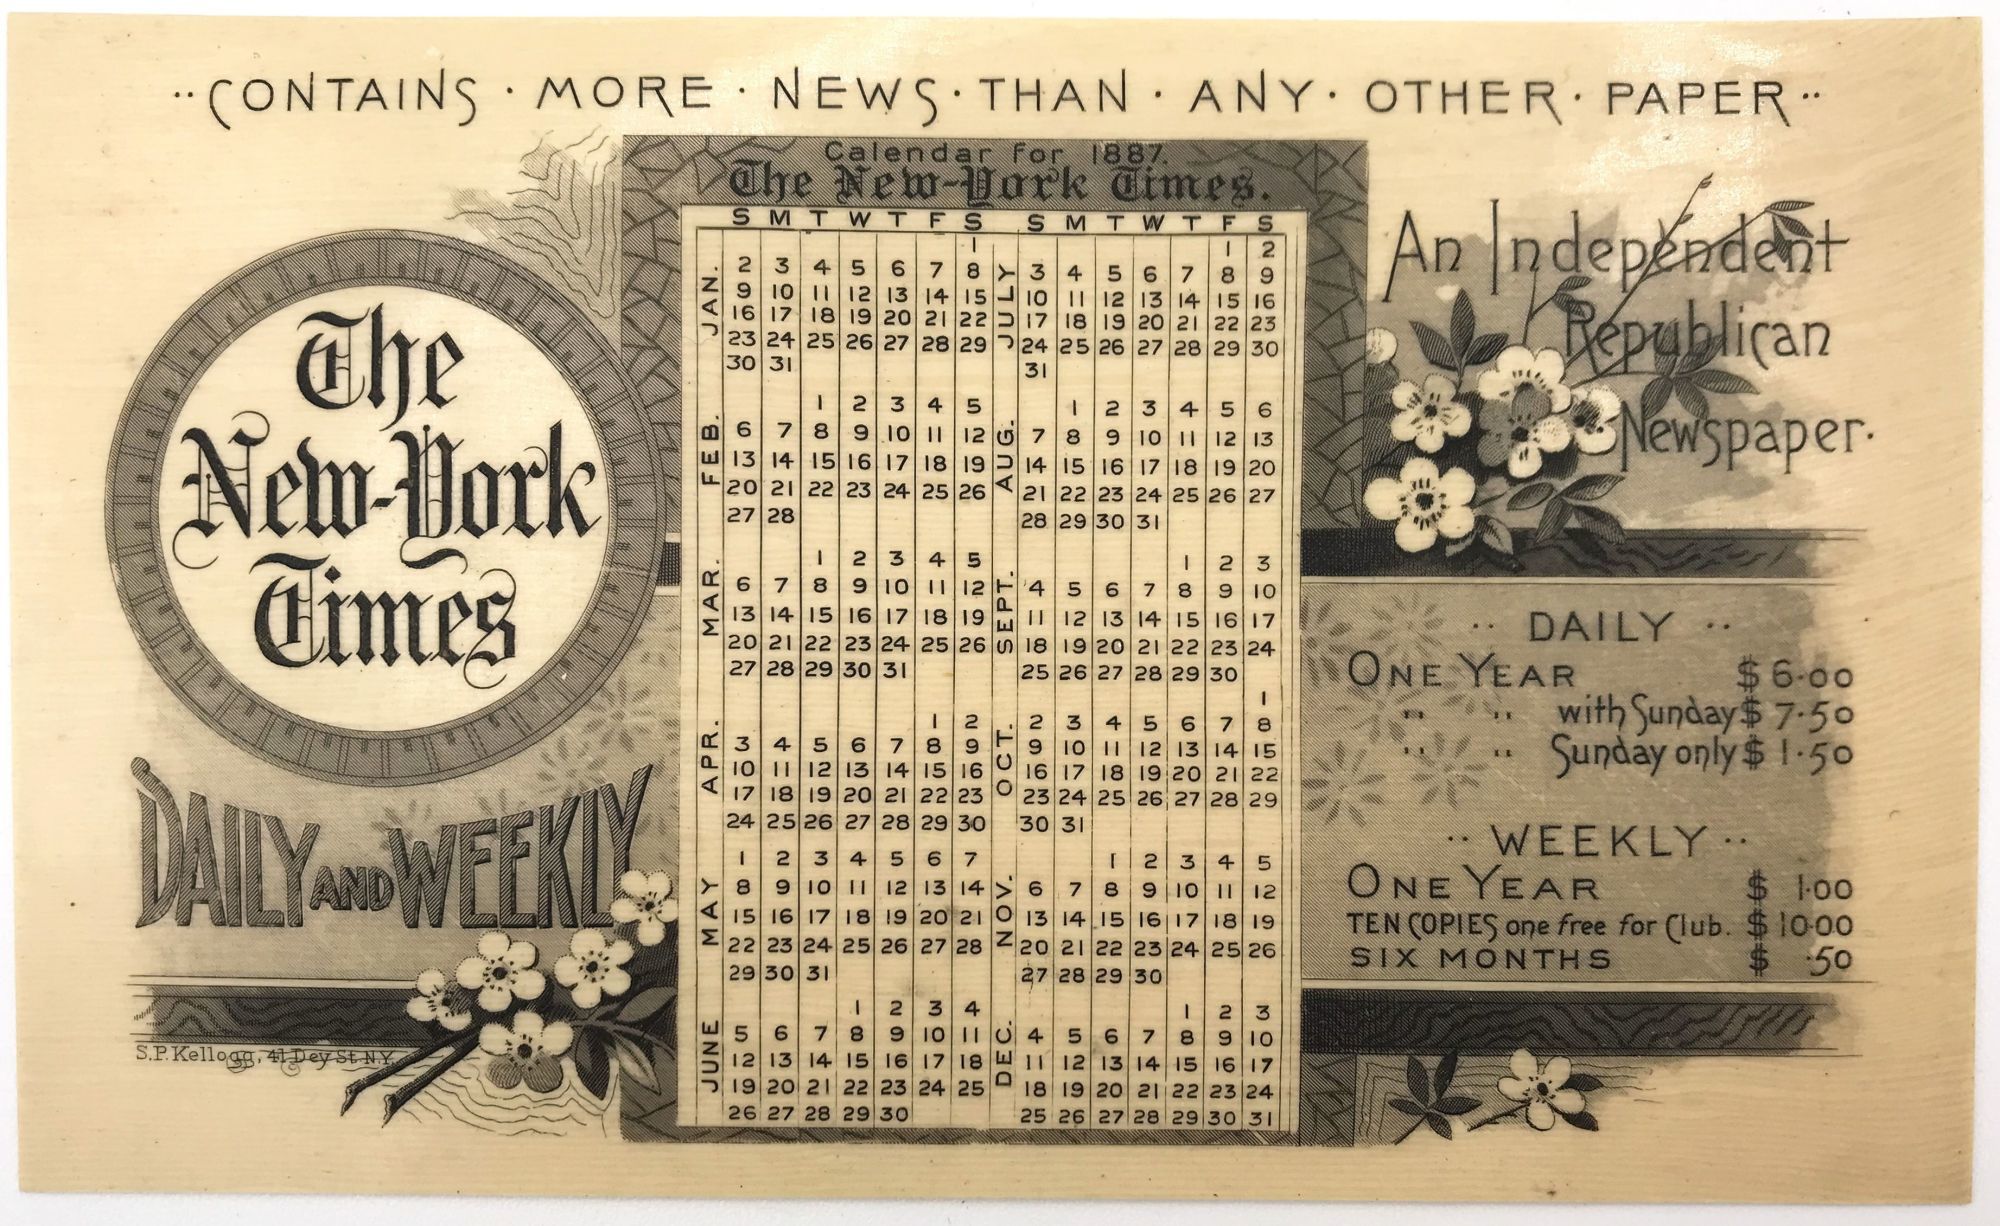 ·· CONTAINS · MORE · NEWS · THAN · ANY · OTHER · PAPER ··
Calendar for 1887.
The New-York Times.
The
New-York
Times
DAILY AND WEEKLY
S.P. Kellogg, 41 Dey St. N.Y.
S M T W T F S
JAN.
1
2 3 4 5 6 7 8
9 10 11 12 13 14 15
16 17 18 19 20 21 22
23 24 25 26 27 28 29
30 31
FEB.
1 2 3 4 5
6 7 8 9 10 11 12
13 14 15 16 17 18 19
20 21 22 23 24 25 26
27 28
MAR.
1 2 3 4 5
6 7 8 9 10 11 12
13 14 15 16 17 18 19
20 21 22 23 24 25 26
27 28 29 30 31
APR.
1 2
3 4 5 6 7 8 9
10 11 12 13 14 15 16
17 18 19 20 21 22 23
24 25 26 27 28 29 30
MAY
1 2 3 4 5 6 7
8 9 10 11 12 13 14
15 16 17 18 19 20 21
22 23 24 25 26 27 28
29 30 31
JUNE
1 2 3 4
5 6 7 8 9 10 11
12 13 14 15 16 17 18
19 20 21 22 23 24 25
26 27 28 29 30
S M T W T F S
JULY
1 2
3 4 5 6 7 8 9
10 11 12 13 14 15 16
17 18 19 20 21 22 23
24 25 26 27 28 29 30
31
AUG.
1 2 3 4 5 6
7 8 9 10 11 12 13
14 15 16 17 18 19 20
21 22 23 24 25 26 27
28 29 30 31
SEPT.
1 2 3
4 5 6 7 8 9 10
11 12 13 14 15 16 17
18 19 20 21 22 23 24
25 26 27 28 29 30
OCT.
1
2 3 4 5 6 7 8
9 10 11 12 13 14 15
16 17 18 19 20 21 22
23 24 25 26 27 28 29
30 31
NOV.
1 2 3 4 5
6 7 8 9 10 11 12
13 14 15 16 17 18 19
20 21 22 23 24 25 26
27 28 29 30
DEC.
1 2 3
4 5 6 7 8 9 10
11 12 13 14 15 16 17
18 19 20 21 22 23 24
25 26 27 28 29 30 31
An Independent
Republican
Newspaper.
·· DAILY ··
ONE YEAR $6.00
" " with Sunday $7.50
" " Sunday only $1.50
·· WEEKLY ··
ONE YEAR $1.00
TEN COPIES one free for Club. $10.00
SIX MONTHS $.50